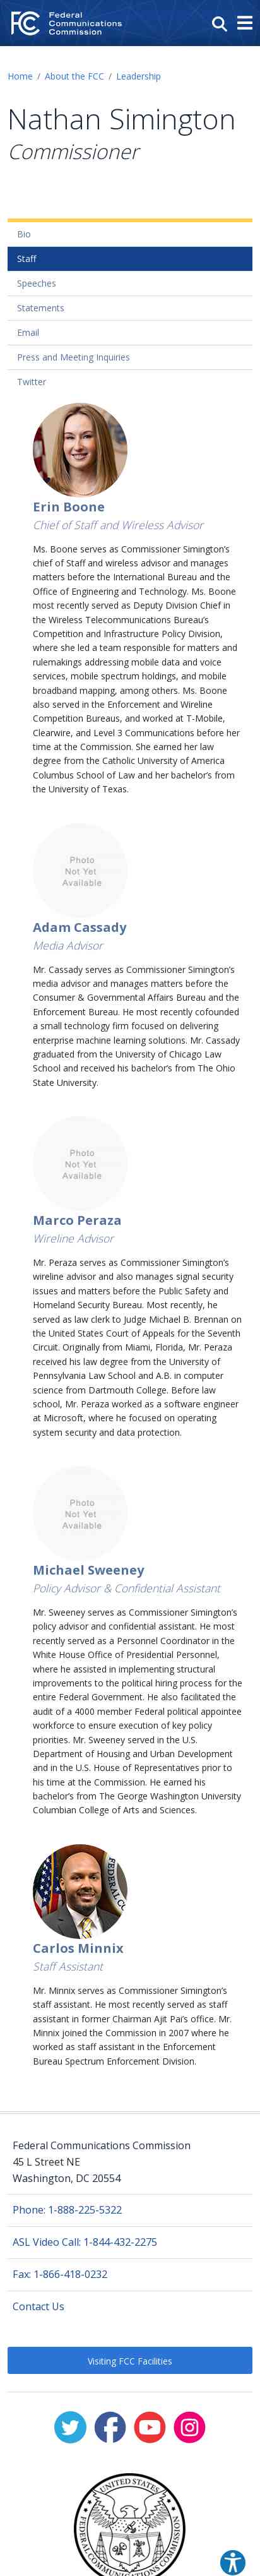 FC Federal
Communications
Commission
Home / About the FCC / Leadership
Nathan Simington
Commissioner
Bio
Staff
Speeches
Statements
Email
Press and Meeting Inquiries
Twitter
Erin Boone
Chief of Staff and Wireless Advisor
Ms. Boone serves as Commissioner Simington's
chief of Staff and wireless advisor and manages
matters before the International Bureau and the
Office of Engineering and Technology. Ms. Boone
most recently served as Deputy Division Chief in
the Wireless Telecommunications Bureau's
Competition and Infrastructure Policy Division,
where she led a team responsible for matters and
rulemakings addressing mobile data and voice
services, mobile spectrum holdings, and mobile
broadband mapping, among others. Ms. Boone
also served in the Enforcement and Wireline
Competition Bureaus, and worked at T-Mobile,
Clearwire, and Level 3 Communications before her
time at the Commission. She earned her law
degree from the Catholic University of America
Columbus School of Law and her bachelor's from
the University of Texas.
Photo
Not Yet
Available
Adam Cassady
Media Advisor
Mr. Cassady serves as Commissioner Simington's
media advisor and manages matters before the
Consumer & Governmental Affairs Bureau and the
Enforcement Bureau. He most recently cofounded
a small technology firm focused on delivering
enterprise machine learning solutions. Mr. Cassady
graduated from the University of Chicago Law
School and received his bachelor's from The Ohio
State University.
Photo
Not Yet
Available
Marco Peraza
Wireline Advisor
Mr. Peraza serves as Commissioner Simington's
wireline advisor and also manages signal security
issues and matters before the Public Safety and
Homeland Security Bureau. Most recently, he
served as law clerk to Judge Michael B. Brennan on
the United States Court of Appeals for the Seventh
Circuit. Originally from Miami, Florida, Mr. Peraza
received his law degree from the University of
Pennsylvania Law School and A.B. in computer
science from Dartmouth College. Before law
school, Mr. Peraza worked as a software engineer
at Microsoft, where he focused on operating
system security and data protection.
Photo
Not Yet
Available
Michael Sweeney
Policy Advisor & Confidential Assistant
Mr. Sweeney serves as Commissioner Simington's
policy advisor and confidential assistant. He most
recently served as a Personnel Coordinator in the
White House Office of Presidential Personnel,
where he assisted in implementing structural
improvements to the political hiring process for the
entire Federal Government. He also facilitated the
audit of a 4000 member Federal political appointee
workforce to ensure execution of key policy
priorities. Mr. Sweeney served in the U.S.
Department of Housing and Urban Development
and in the U.S. House of Representatives prior to
his time at the Commission. He earned his
bachelor's from The George Washington University
Columbian College of Arts and Sciences.
Carlos Minnix
Staff Assistant
Mr. Minnix serves as Commissioner Simington's
staff assistant. He most recently served as staff
assistant in former Chairman Ajit Pai's office. Mr.
Minnix joined the Commission in 2007 where he
worked as staff assistant in the Enforcement
Bureau Spectrum Enforcement Division.
Federal Communications Commission
45 L Street NE
Washington, DC 20554
Phone: 1-888-225-5322
ASL Video Call: 1-844-432-2275
Fax: 1-866-418-0232
Contact Us
Visiting FCC Facilities